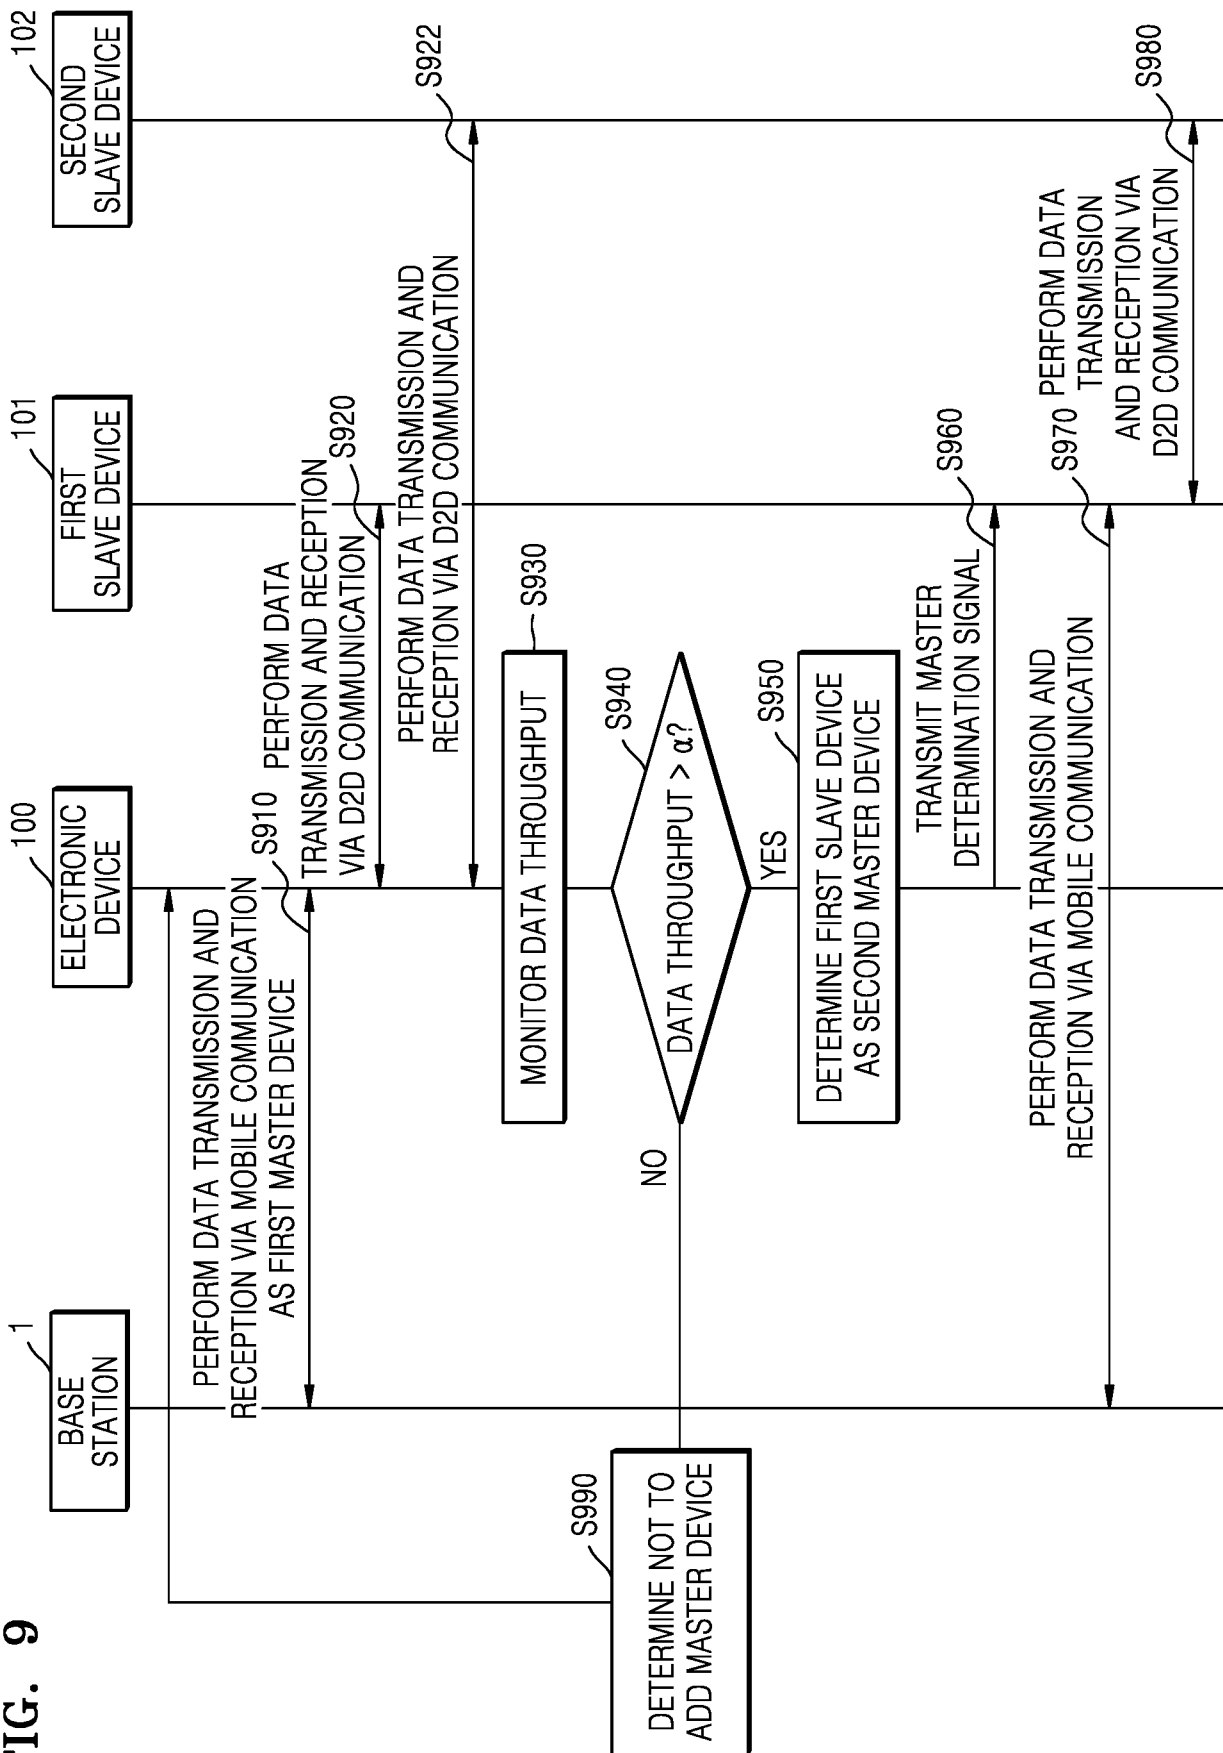 FIG. 9
1
BASE
STATION
100
ELECTRONIC
DEVICE
101
FIRST
SLAVE DEVICE
102
SECOND
SLAVE DEVICE
PERFORM DATA TRANSMISSION AND
RECEPTION VIA MOBILE COMMUNICATION
AS FIRST MASTER DEVICE
S910
PERFORM DATA
TRANSMISSION AND RECEPTION
VIA D2D COMMUNICATION
S920
PERFORM DATA TRANSMISSION AND
RECEPTION VIA D2D COMMUNICATION
S922
MONITOR DATA THROUGHPUT
S930
DATA THROUGHPUT > α?
S940
NO
YES
S990
DETERMINE NOT TO
ADD MASTER DEVICE
DETERMINE FIRST SLAVE DEVICE
AS SECOND MASTER DEVICE
S950
TRANSMIT MASTER
DETERMINATION SIGNAL
S960
PERFORM DATA TRANSMISSION AND
RECEPTION VIA MOBILE COMMUNICATION
S970
PERFORM DATA
TRANSMISSION
AND RECEPTION VIA
D2D COMMUNICATION
S980